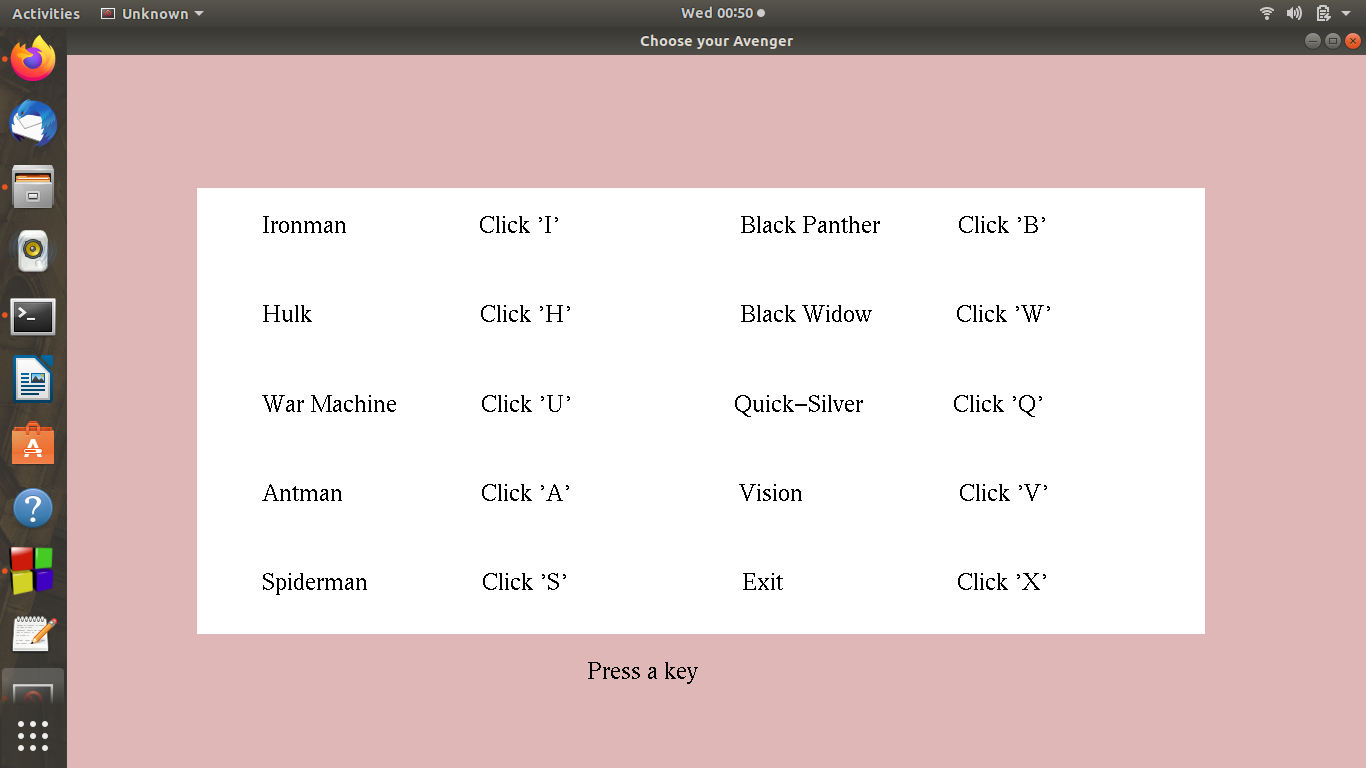 Activities Unknown Wed 00:50
Choose your Avenger
Ironman Click ’I’ Black Panther Click ’B’
Hulk Click ’H’ Black Widow Click ’W’
War Machine Click ’U’ Quick−Silver Click ’Q’
Antman Click ’A’ Vision Click ’V’
Spiderman Click ’S’ Exit Click ’X’
Press a key